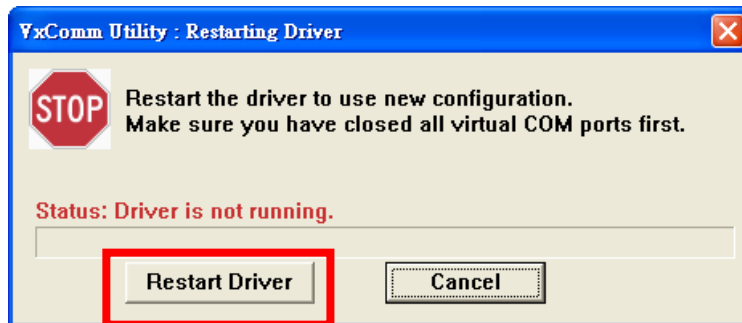 VxComm Utility : Restarting Driver
STOP
Restart the driver to use new configuration.
Make sure you have closed all virtual COM ports first.
Status: Driver is not running.
Restart Driver
Cancel